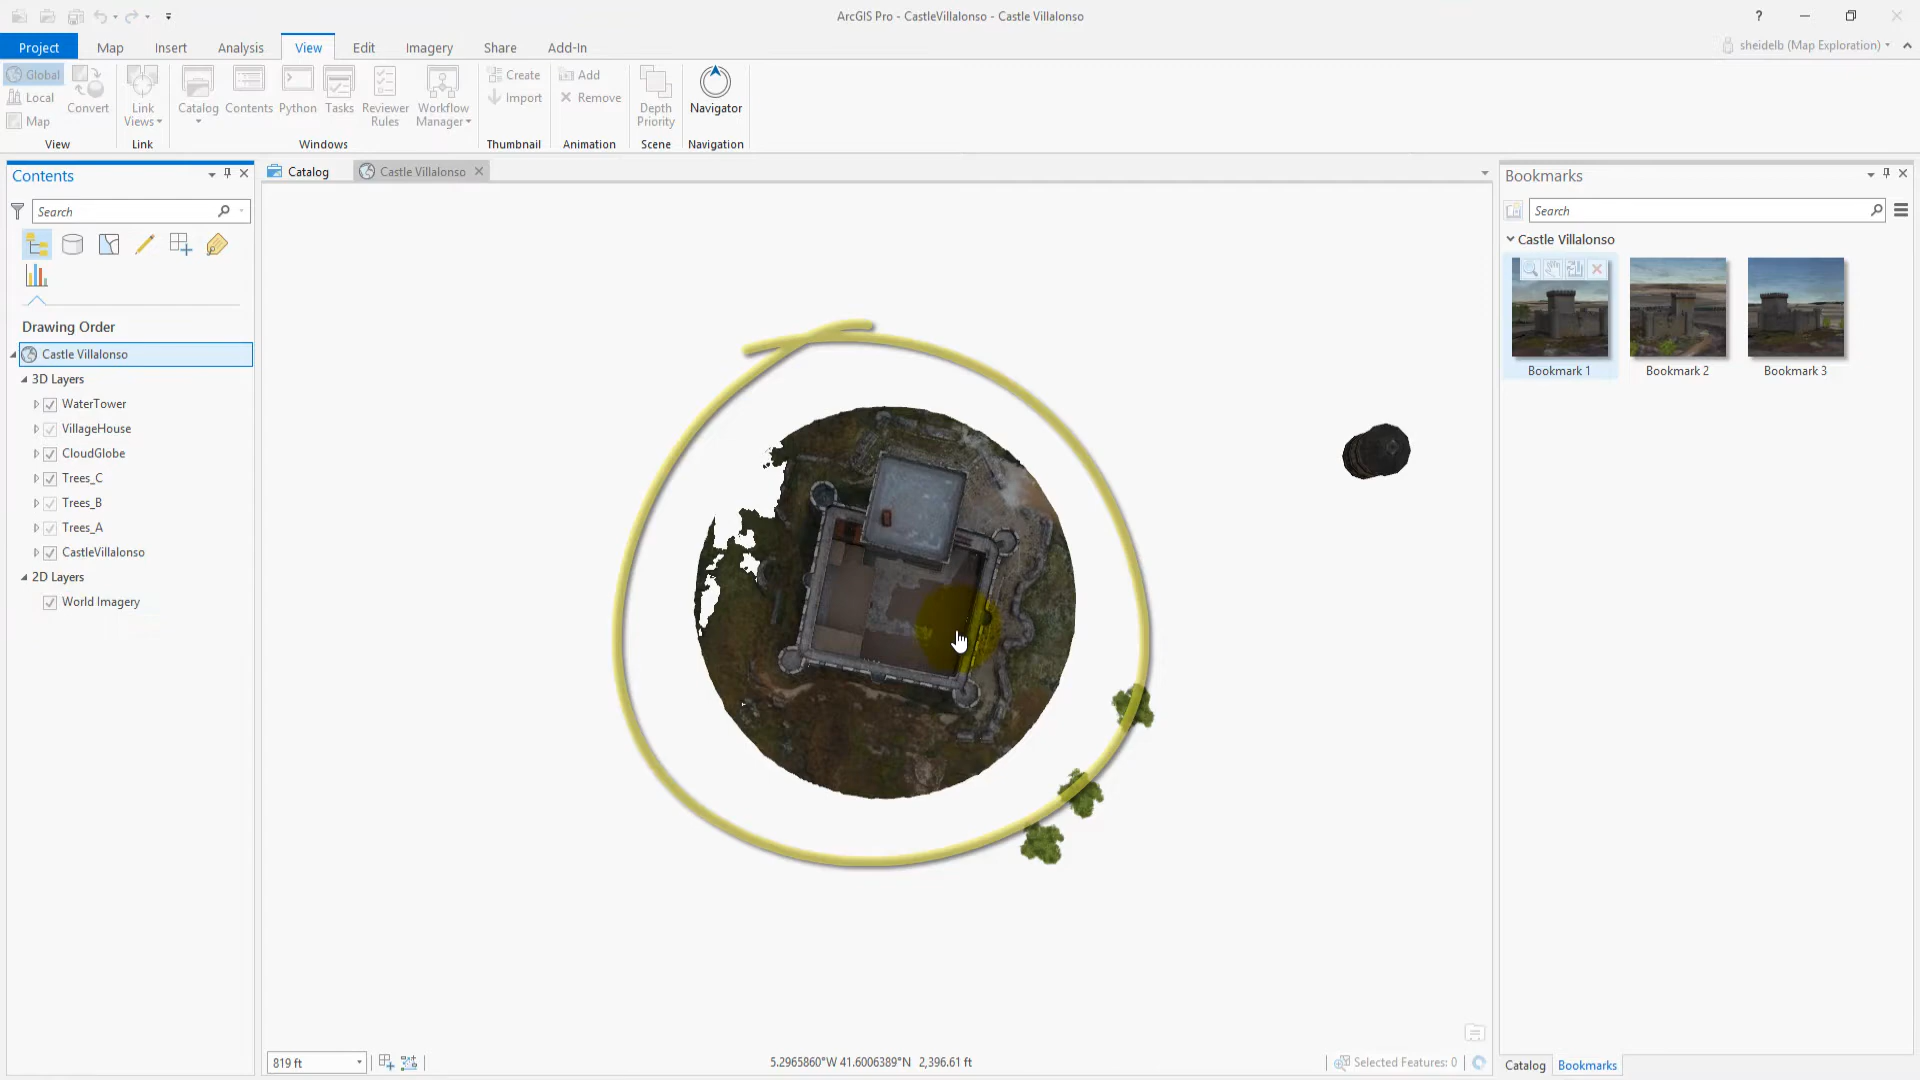 ArcGIS Pro - CastleVillalonso - Castle Villalonso
?
sheidelb (Map Exploration)
Project
Map
Insert
Analysis
View
Edit
Imagery
Share
Add-In
Global
Local
Map
Convert
View
Link
Views
Link
Catalog
Contents
Python
Tasks
Reviewer
Rules
Workflow
Manager
Windows
Create
Import
Thumbnail
Add
Remove
Animation
Depth
Priority
Scene
Navigator
Navigation
Contents
Search
Drawing Order
Castle Villalonso
3D Layers
WaterTower
VillageHouse
CloudGlobe
Trees_C
Trees_B
Trees_A
CastleVillalonso
2D Layers
World Imagery
Catalog
Castle Villalonso
819 ft
5.2965860°W 41.6006389°N 2,396.61 ft
Selected Features: 0
Bookmarks
Search
Castle Villalonso
Bookmark 1
Bookmark 2
Bookmark 3
Catalog
Bookmarks